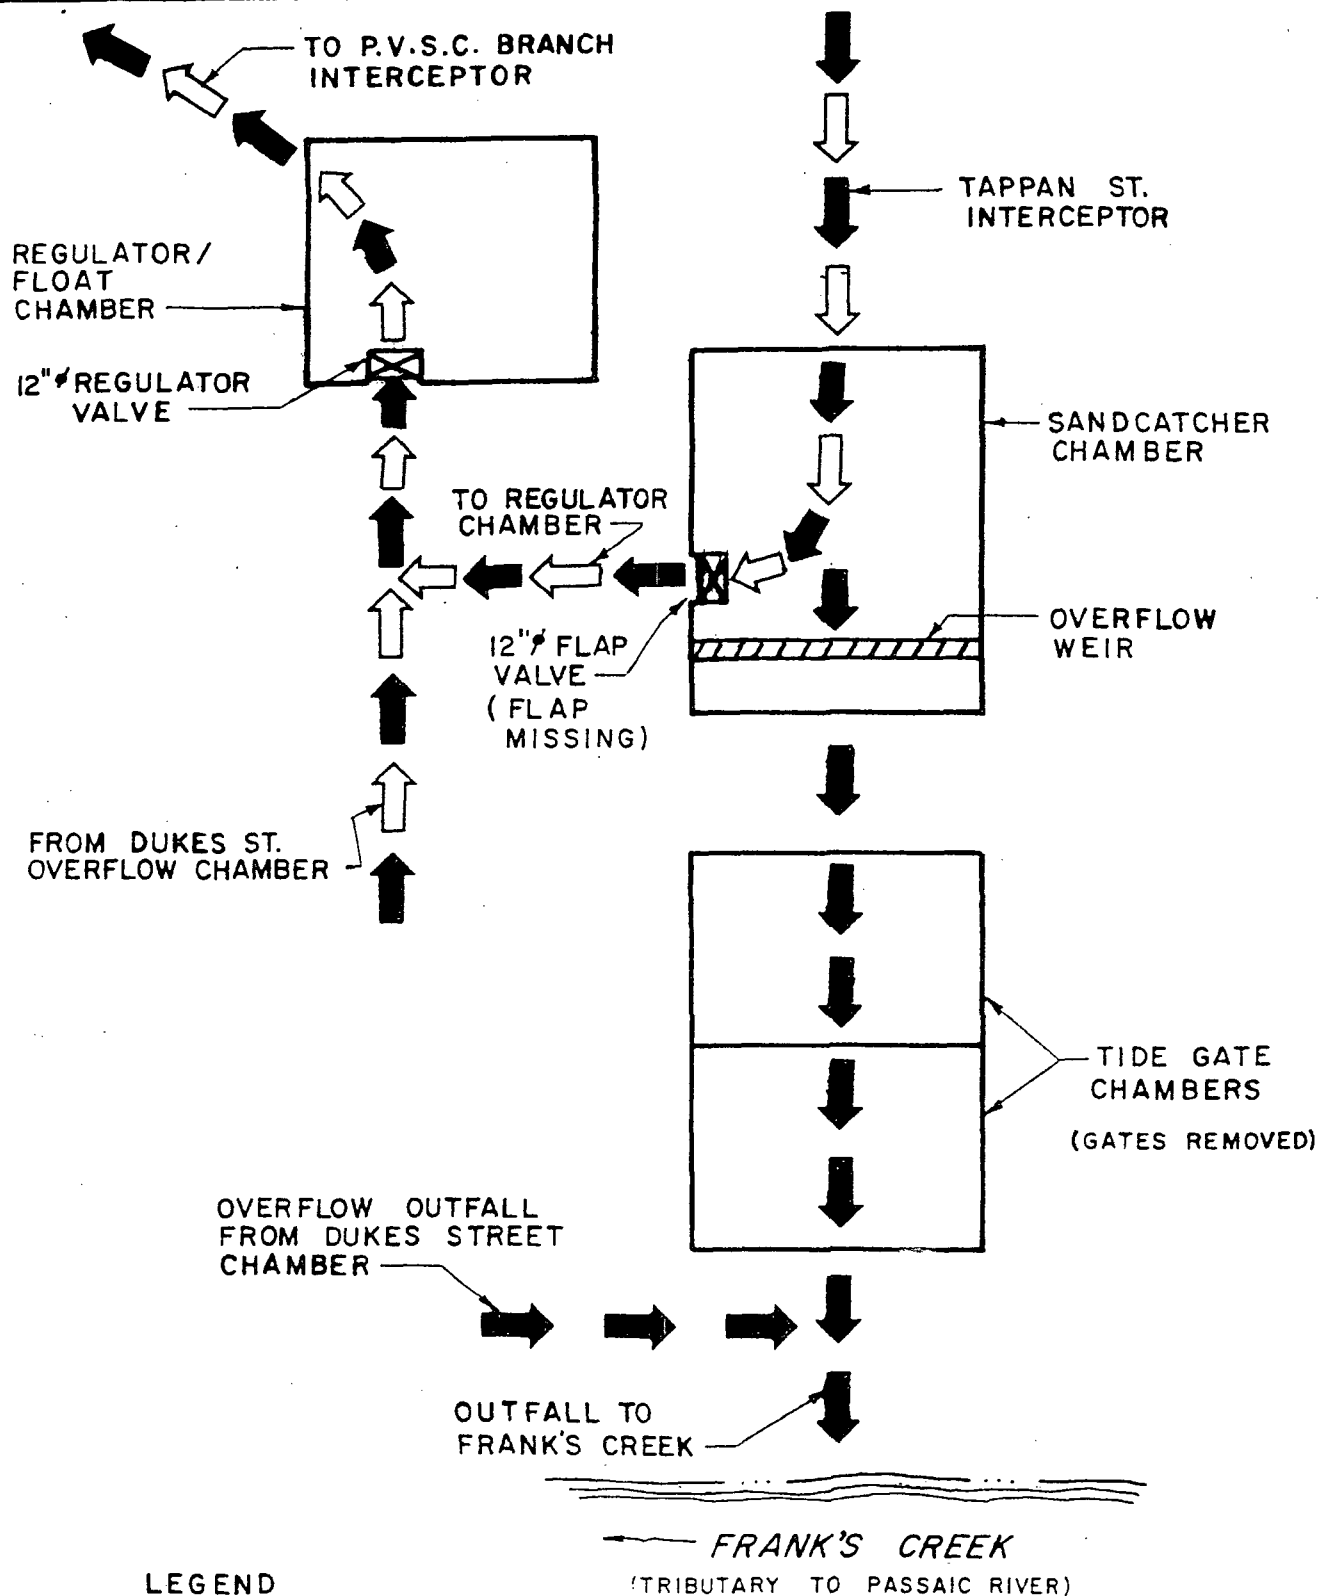 TO P.V.S.C. BRANCH
INTERCEPTOR
TAPPAN ST.
INTERCEPTOR
REGULATOR/
FLOAT
CHAMBER
12"ø REGULATOR
VALVE
SANDCATCHER
CHAMBER
TO REGULATOR
CHAMBER
OVERFLOW
WEIR
12"ø FLAP
VALVE
(FLAP
MISSING)
FROM DUKES ST.
OVERFLOW CHAMBER
TIDE GATE
CHAMBERS
(GATES REMOVED)
OVERFLOW OUTFALL
FROM DUKES STREET
CHAMBER
OUTFALL TO
FRANK'S CREEK
FRANK'S CREEK
(TRIBUTARY TO PASSAIC RIVER)
LEGEND